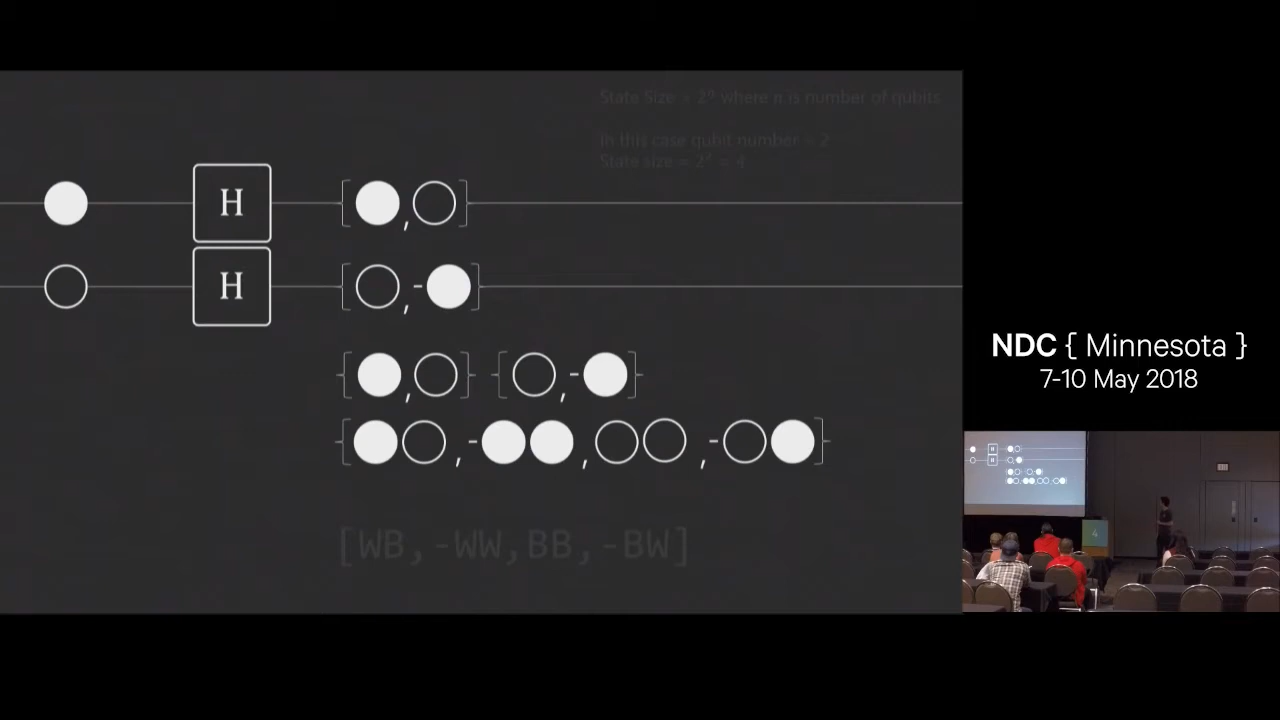 State Size = 2ⁿ where n is number of qubits
In this case qubit number = 2
State size = 2² = 4
H
[ , ]
H
[ ,- ]
{ , } { ,- }
{ ,- , ,- }
[WB,-WW,BB,-BW]
NDC { Minnesota }
7-10 May 2018
4